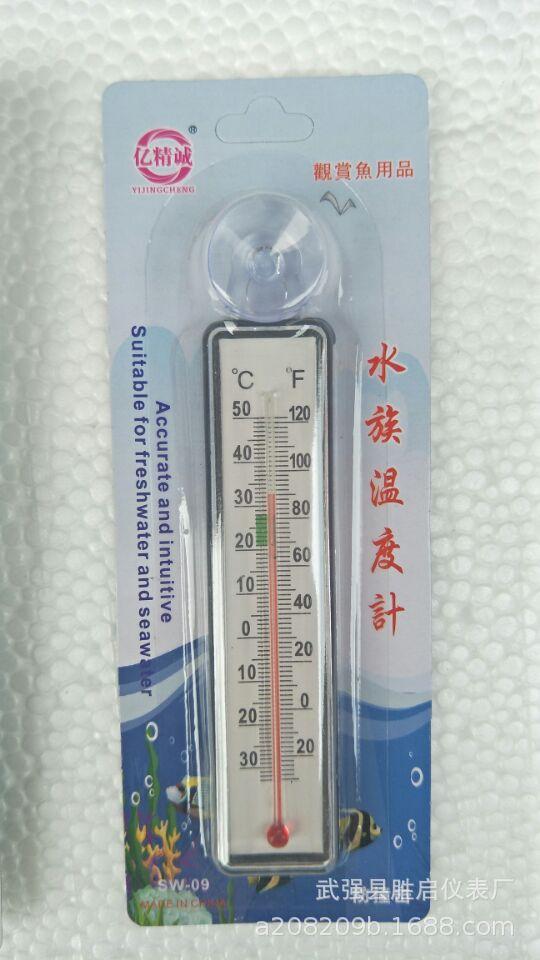 亿精诚
®
YIJINGCHENG
觀賞魚用品
水族溫度計
Accurate and intuitive
Suitable for freshwater and seawater
°C °F
50 120
40 100
30 80
20 60
10 40
0 20
10 0
20 20
30
SW-09
MADE IN CHINA
武强县胜启仪表厂
a208209b.1688.com